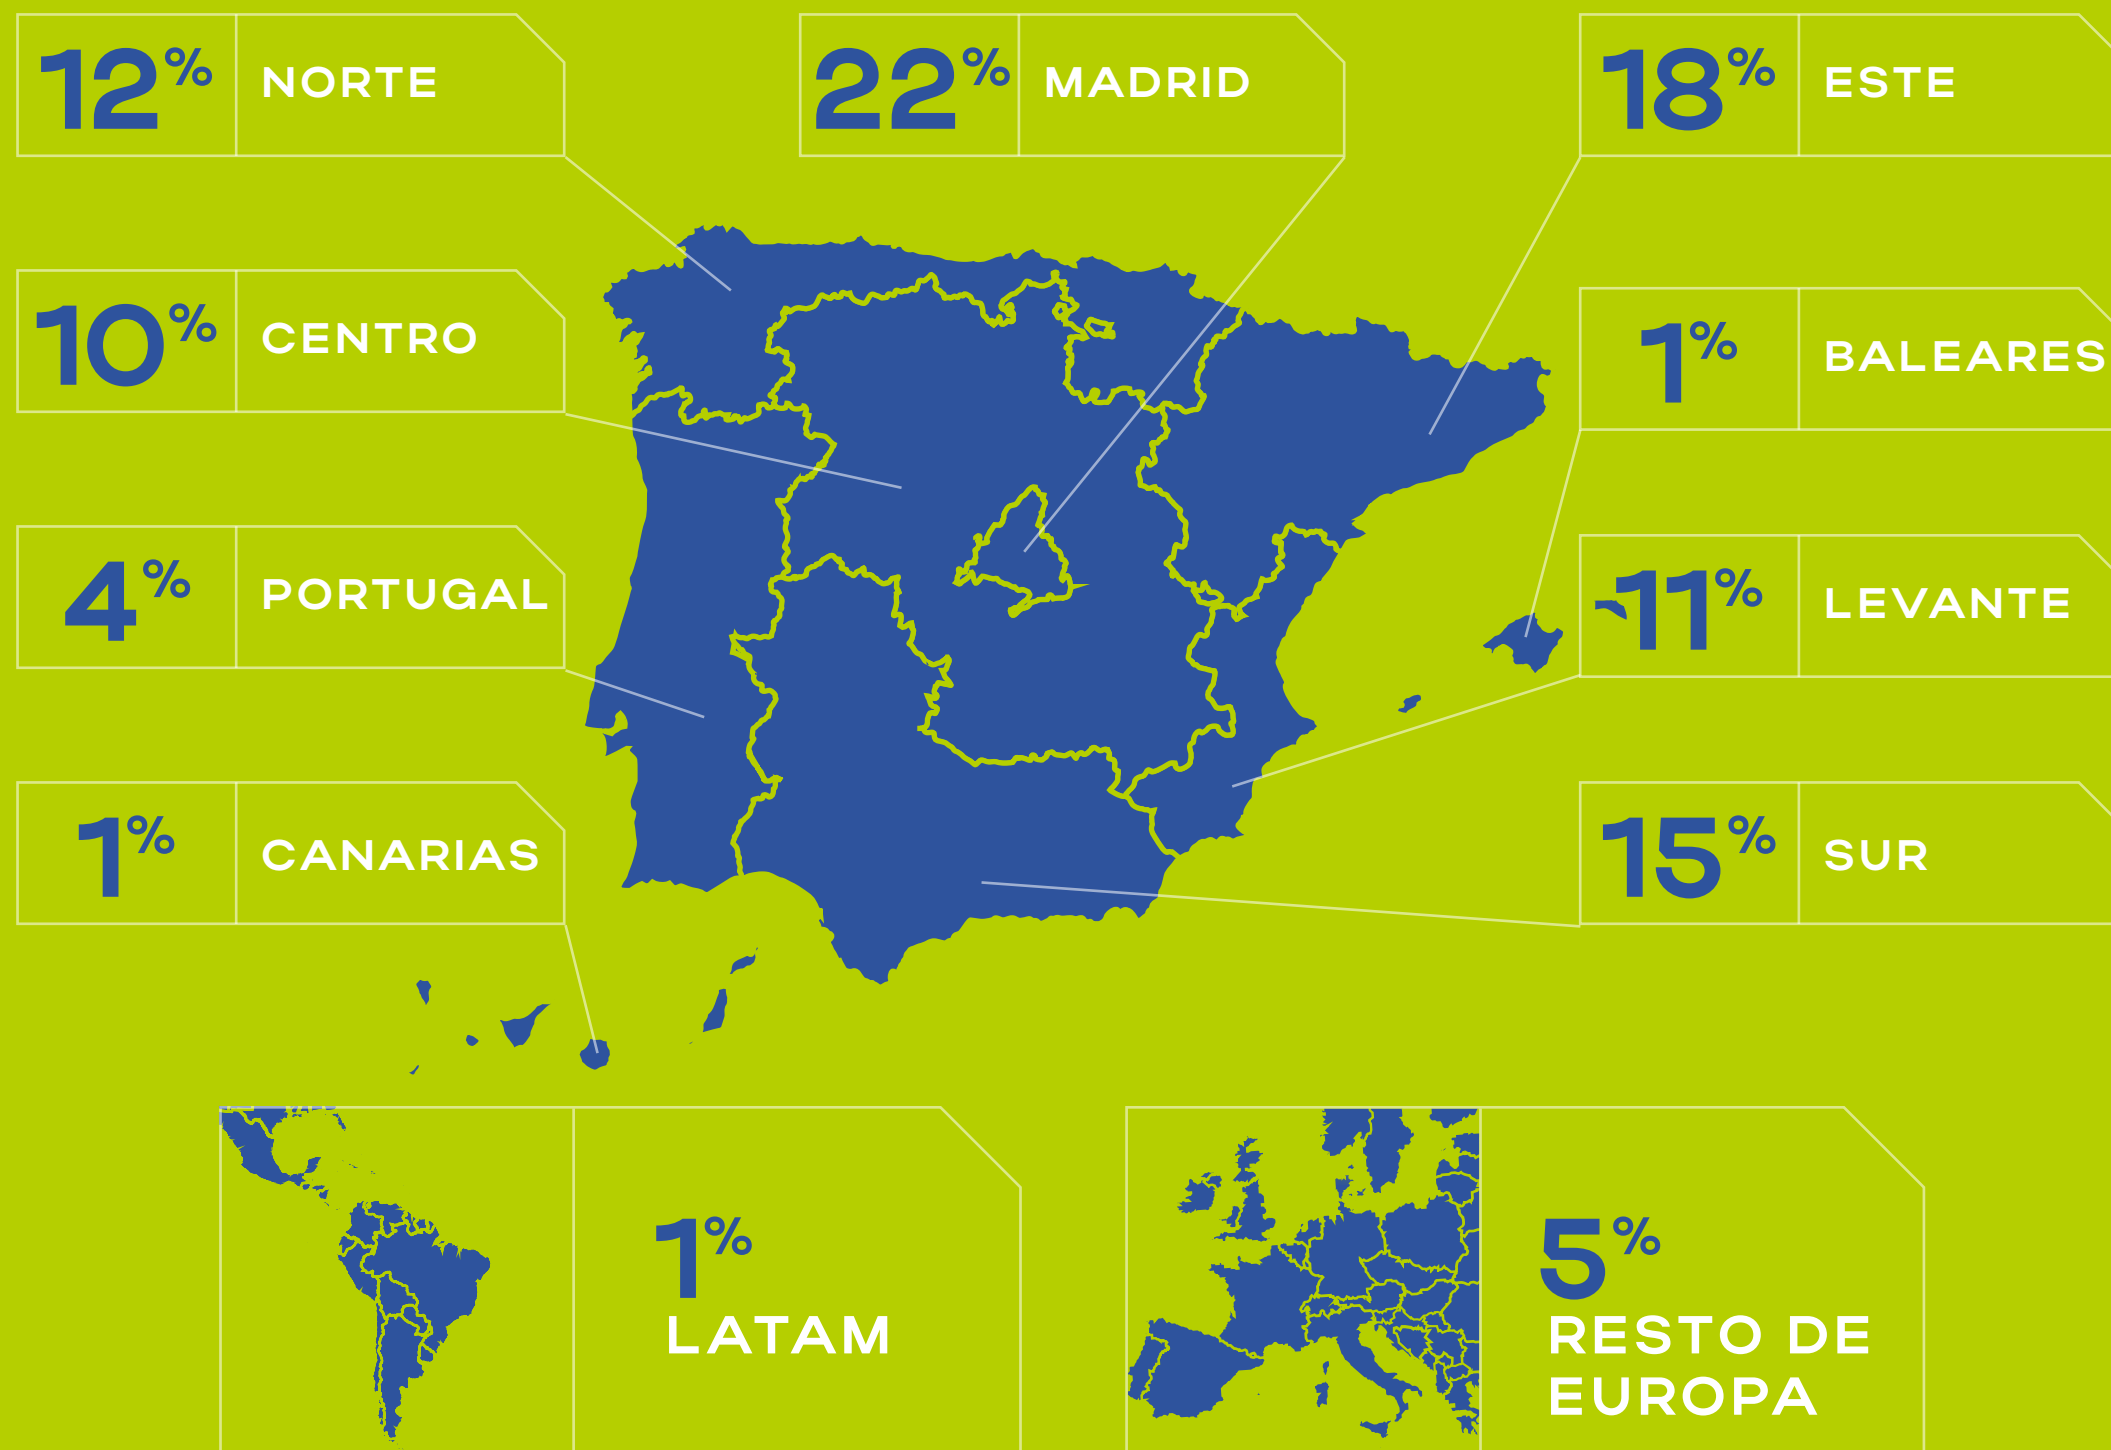 12% NORTE
22% MADRID
18% ESTE
10% CENTRO
1% BALEARES
4% PORTUGAL
11% LEVANTE
1% CANARIAS
15% SUR
1%
LATAM
5%
RESTO DE
EUROPA